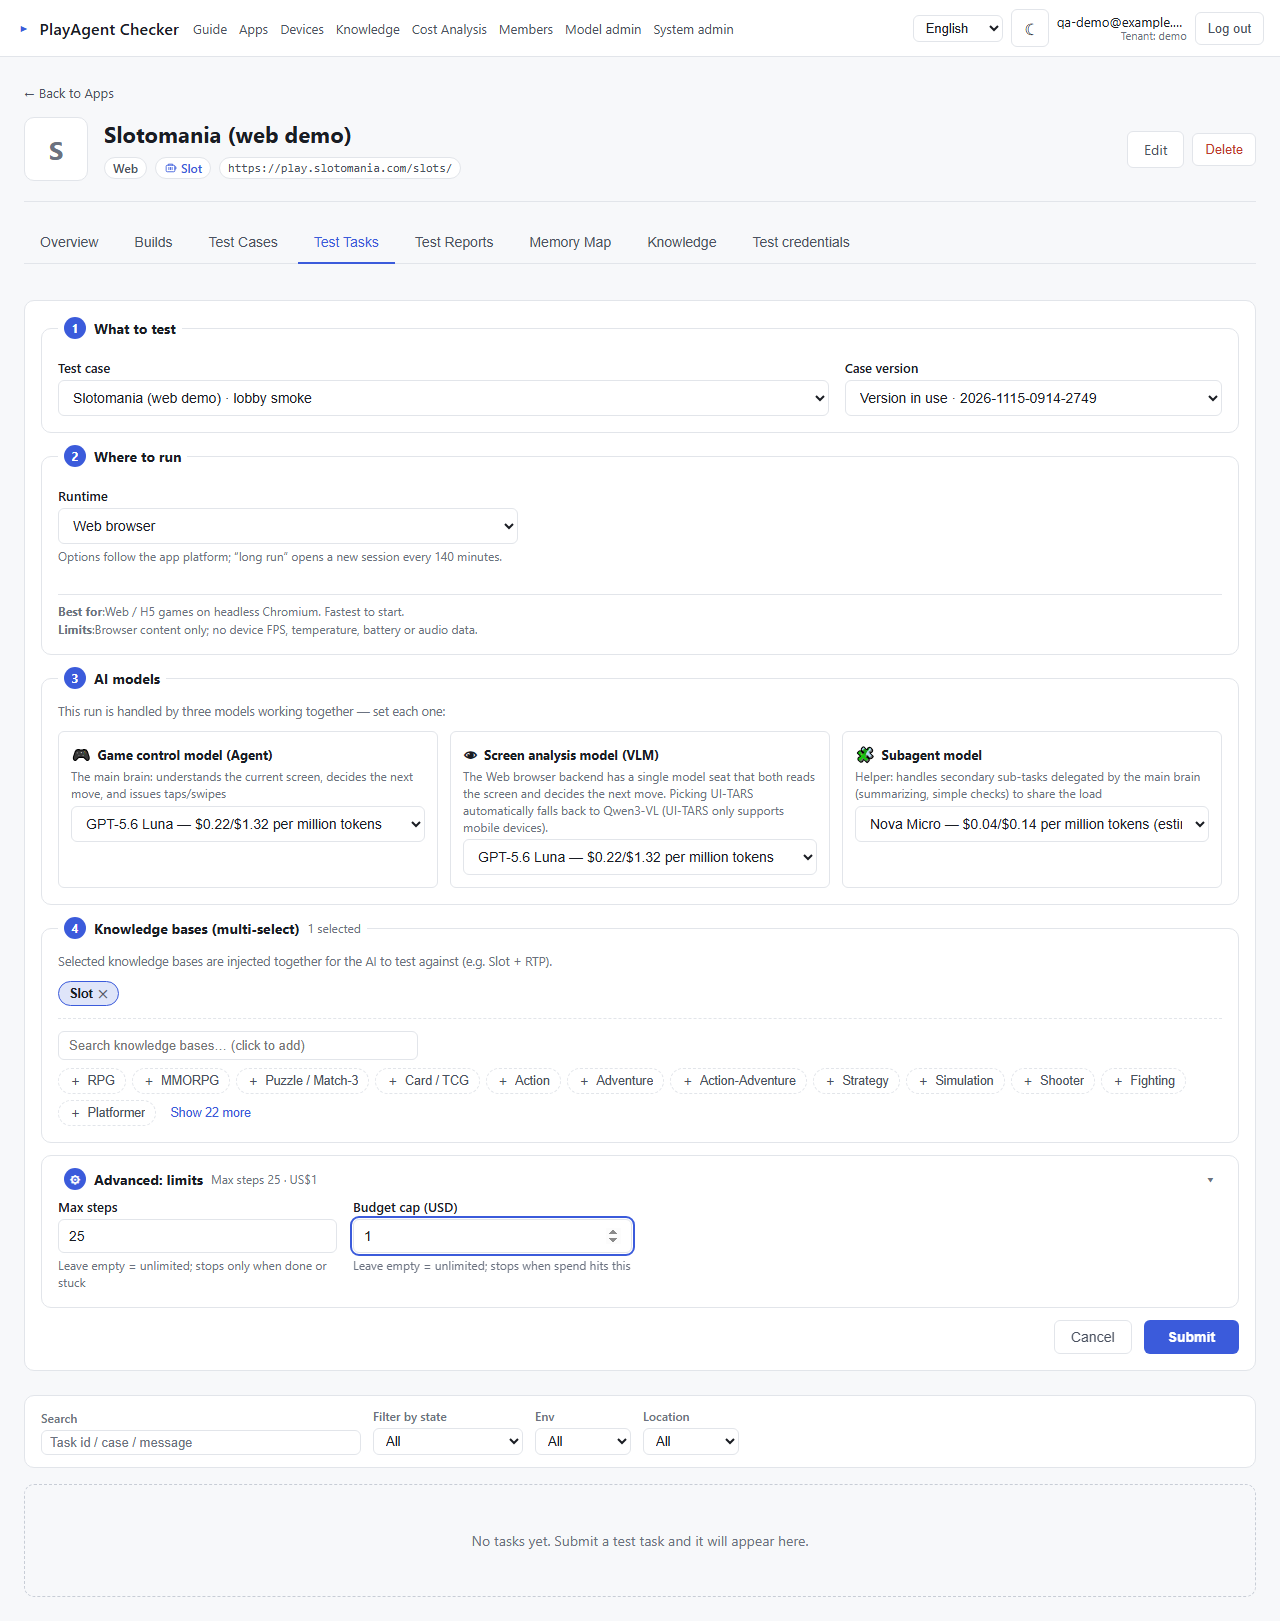 PlayAgent Checker
Guide
Apps
Devices
Knowledge
Cost Analysis
Members
Model admin
System admin
English
qa-demo@example....
Tenant: demo
Log out
← Back to Apps
S
Slotomania (web demo)
Web
Slot
https://play.slotomania.com/slots/
Edit
Delete
Overview
Builds
Test Cases
Test Tasks
Test Reports
Memory Map
Knowledge
Test credentials
1 What to test
Test case
Case version
Slotomania (web demo) · lobby smoke
Version in use · 2026-1115-0914-2749
2 Where to run
Runtime
Web browser
Options follow the app platform; “long run” opens a new session every 140 minutes.
Best for:Web / H5 games on headless Chromium. Fastest to start.
Limits:Browser content only; no device FPS, temperature, battery or audio data.
3 AI models
This run is handled by three models working together — set each one:
Game control model (Agent)
The main brain: understands the current screen, decides the next
move, and issues taps/swipes
GPT-5.6 Luna — $0.22/$1.32 per million tokens
Screen analysis model (VLM)
The Web browser backend has a single model seat that both reads
the screen and decides the next move. Picking UI-TARS
automatically falls back to Qwen3-VL (UI-TARS only supports
mobile devices).
GPT-5.6 Luna — $0.22/$1.32 per million tokens
Subagent model
Helper: handles secondary sub-tasks delegated by the main brain
(summarizing, simple checks) to share the load
Nova Micro — $0.04/$0.14 per million tokens (estir
4 Knowledge bases (multi-select) 1 selected
Selected knowledge bases are injected together for the AI to test against (e.g. Slot + RTP).
Slot ×
Search knowledge bases... (click to add)
+ RPG
+ MMORPG
+ Puzzle / Match-3
+ Card / TCG
+ Action
+ Adventure
+ Action-Adventure
+ Strategy
+ Simulation
+ Shooter
+ Fighting
+ Platformer
Show 22 more
Advanced: limits Max steps 25 · US$1
Max steps
Budget cap (USD)
25
1
Leave empty = unlimited; stops only when done or
stuck
Leave empty = unlimited; stops when spend hits this
Cancel
Submit
Search
Filter by state
Env
Location
Task id / case / message
All
All
All
No tasks yet. Submit a test task and it will appear here.